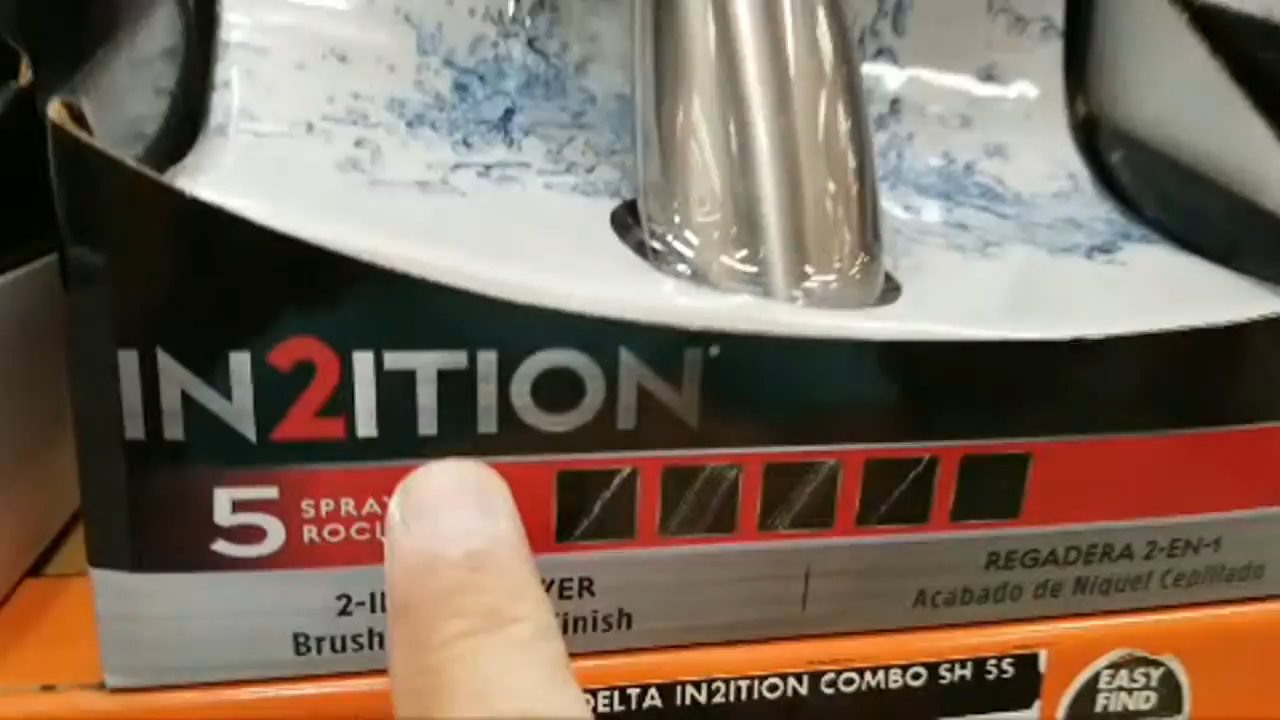 IN2ITION
5 SPRAY
ROCI
2-I YER
Brush inish
REGADERA 2-EN-1
Acabado de Níquel Cepillado
DELTA IN2ITION COMBO SH 5S
EASY
FIND